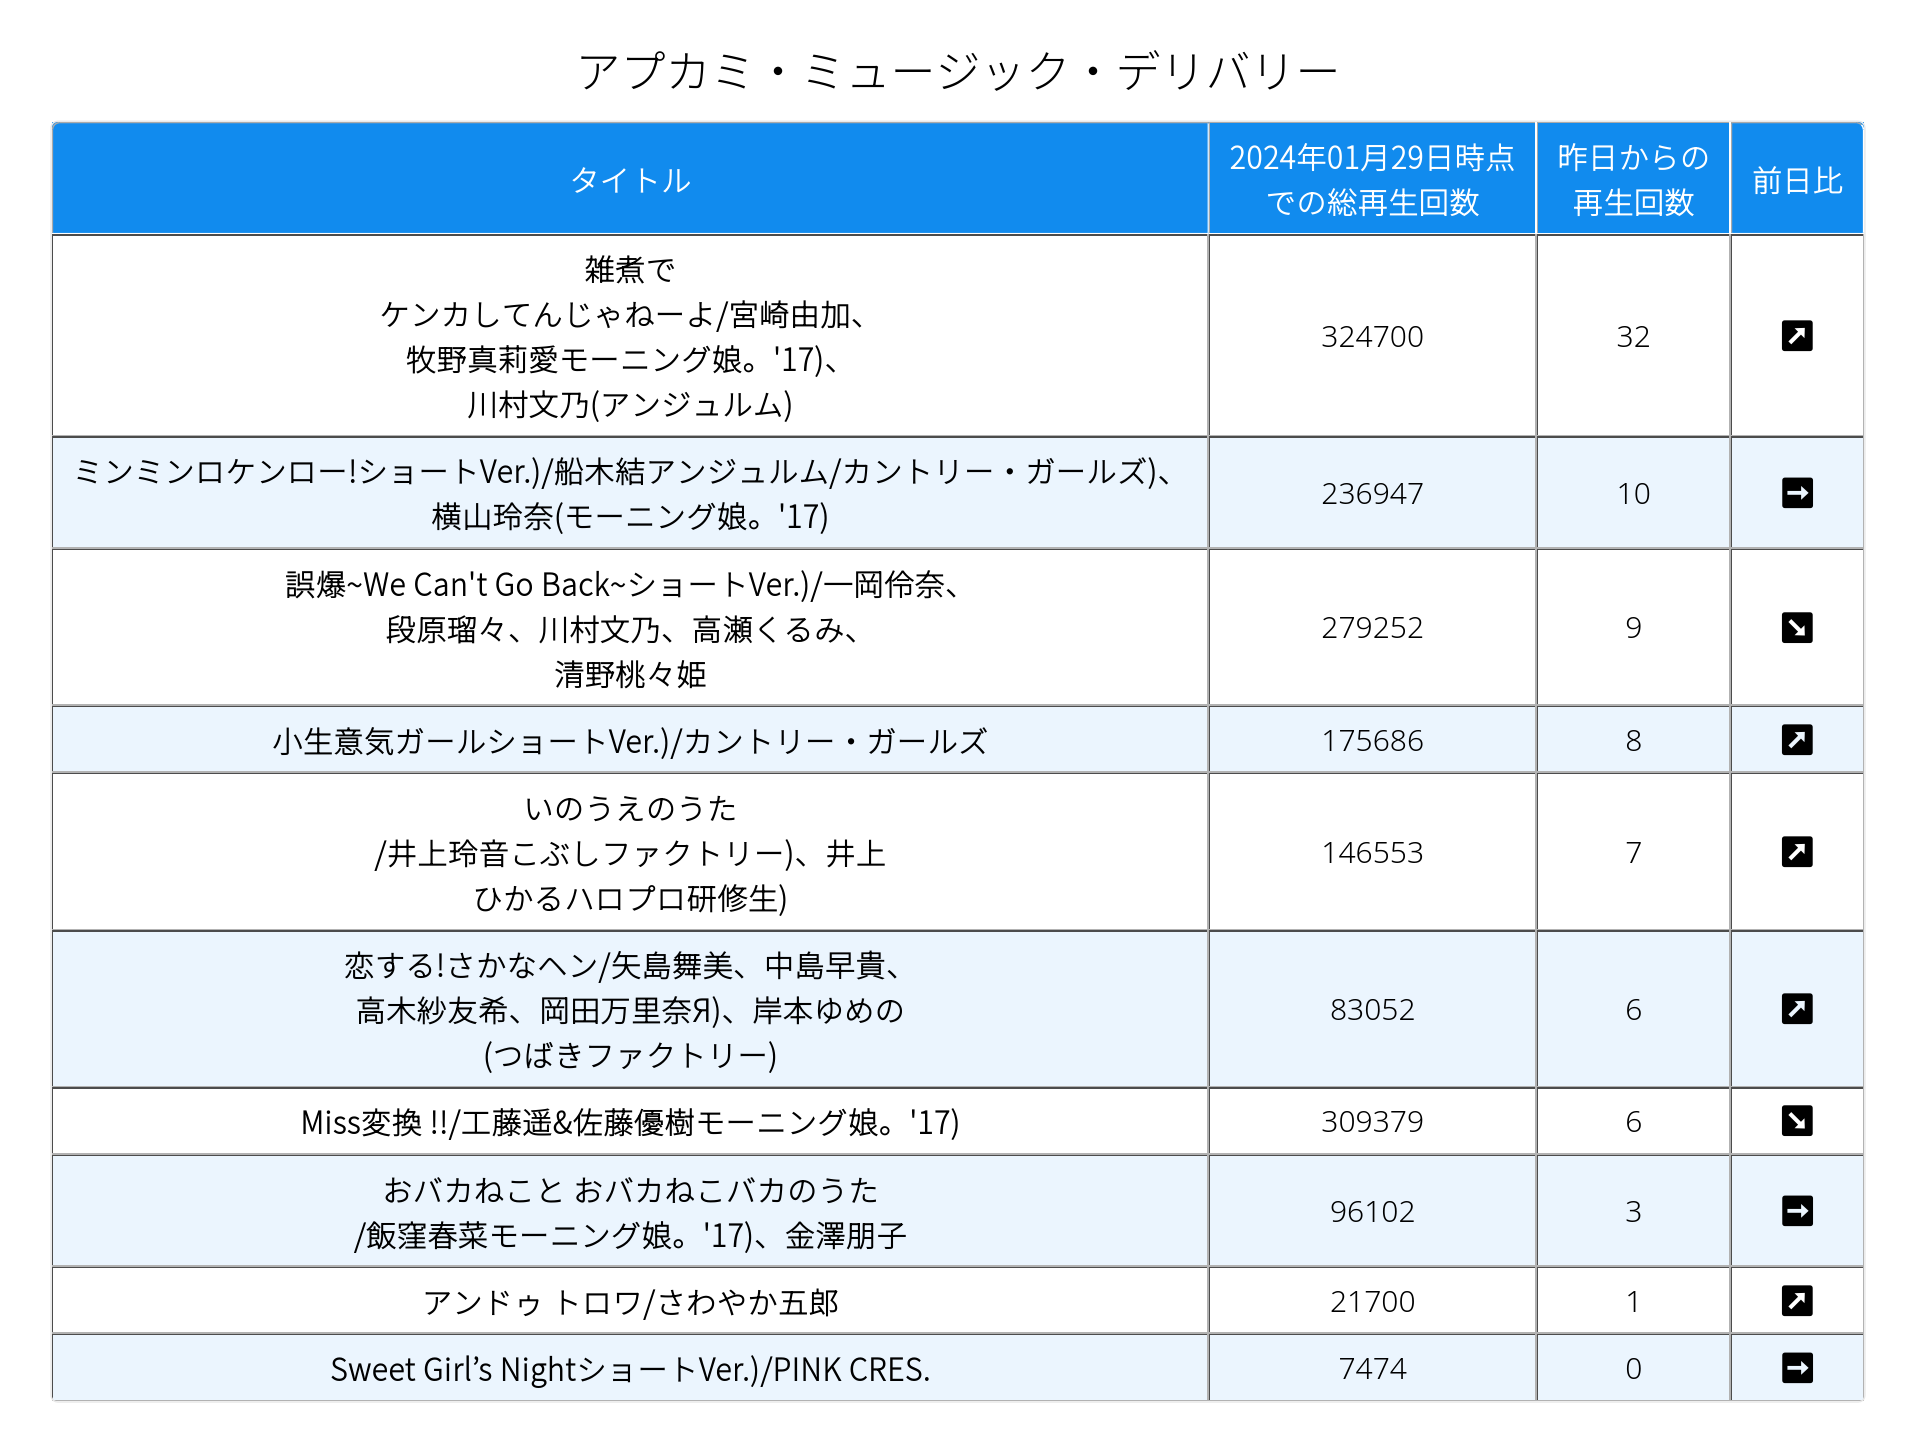 アプカミ・ミュージック・デリバリー
タイトル
2024年01月29日時点
での総再生回数
昨日からの
再生回数
前日比
雑煮で
ケンカしてんじゃねーよ/宮崎由加、
牧野真莉愛モーニング娘。'17)、
川村文乃(アンジュルム)
324700
32
ミンミンロケンロー!ショートVer.)/船木結アンジュルム/カントリー・ガールズ)、
横山玲奈(モーニング娘。'17)
236947
10
誤爆~We Can't Go Back~ショートVer.)/一岡伶奈、
段原瑠々、川村文乃、高瀬くるみ、
清野桃々姫
279252
9
小生意気ガールショートVer.)/カントリー・ガールズ
175686
8
いのうえのうた
/井上玲音こぶしファクトリー)、井上
ひかるハロプロ研修生)
146553
7
恋する!さかなヘン/矢島舞美、中島早貴、
高木紗友希、岡田万里奈Я)、岸本ゆめの
(つばきファクトリー)
83052
6
Miss変換 !!/工藤遥&佐藤優樹モーニング娘。'17)
309379
6
おバカねこと おバカねこバカのうた
/飯窪春菜モーニング娘。'17)、金澤朋子
96102
3
アンドゥ トロワ/さわやか五郎
21700
1
Sweet Girl’s NightショートVer.)/PINK CRES.
7474
0